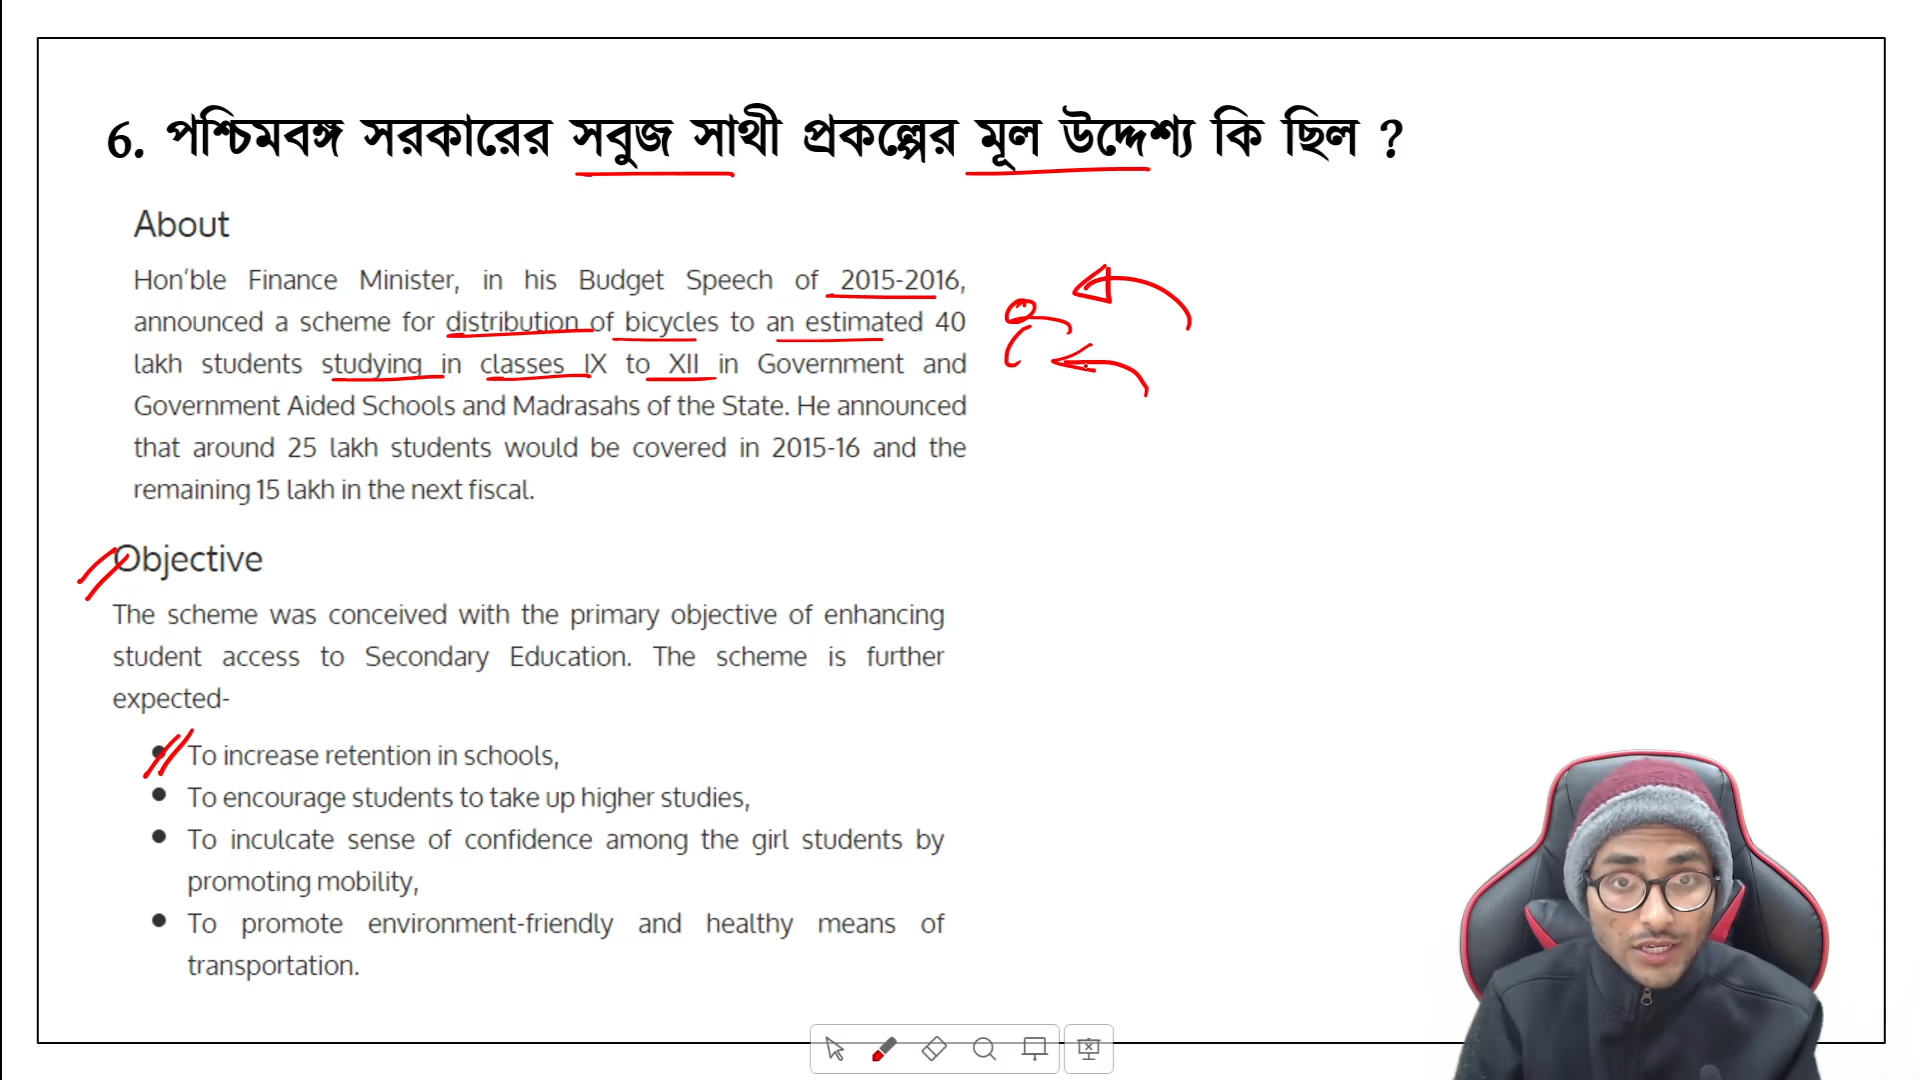 6. পশ্চিমবঙ্গ সরকারের সবুজ সাথী প্রকল্পের মূল উদ্দেশ্য কি ছিল ?
About
Hon'ble Finance Minister, in his Budget Speech of 2015-2016,
announced a scheme for distribution of bicycles to an estimated 40
lakh students studying in classes IX to XII in Government and
Government Aided Schools and Madrasahs of the State. He announced
that around 25 lakh students would be covered in 2015-16 and the
remaining 15 lakh in the next fiscal.
Objective
The scheme was conceived with the primary objective of enhancing
student access to Secondary Education. The scheme is further
expected-
To increase retention in schools,
To encourage students to take up higher studies,
To inculcate sense of confidence among the girl students by
promoting mobility,
To promote environment-friendly and healthy means of
transportation.